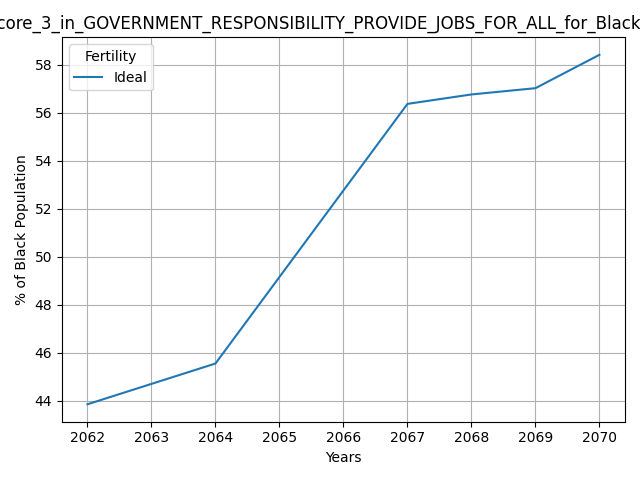 core_3_in_GOVERNMENT_RESPONSIBILITY_PROVIDE_JOBS_FOR_ALL_for_Black
Fertility
Ideal
58
56
54
52
50
48
46
44
% of Black Population
2062 2063 2064 2065 2066 2067 2068 2069 2070
Years